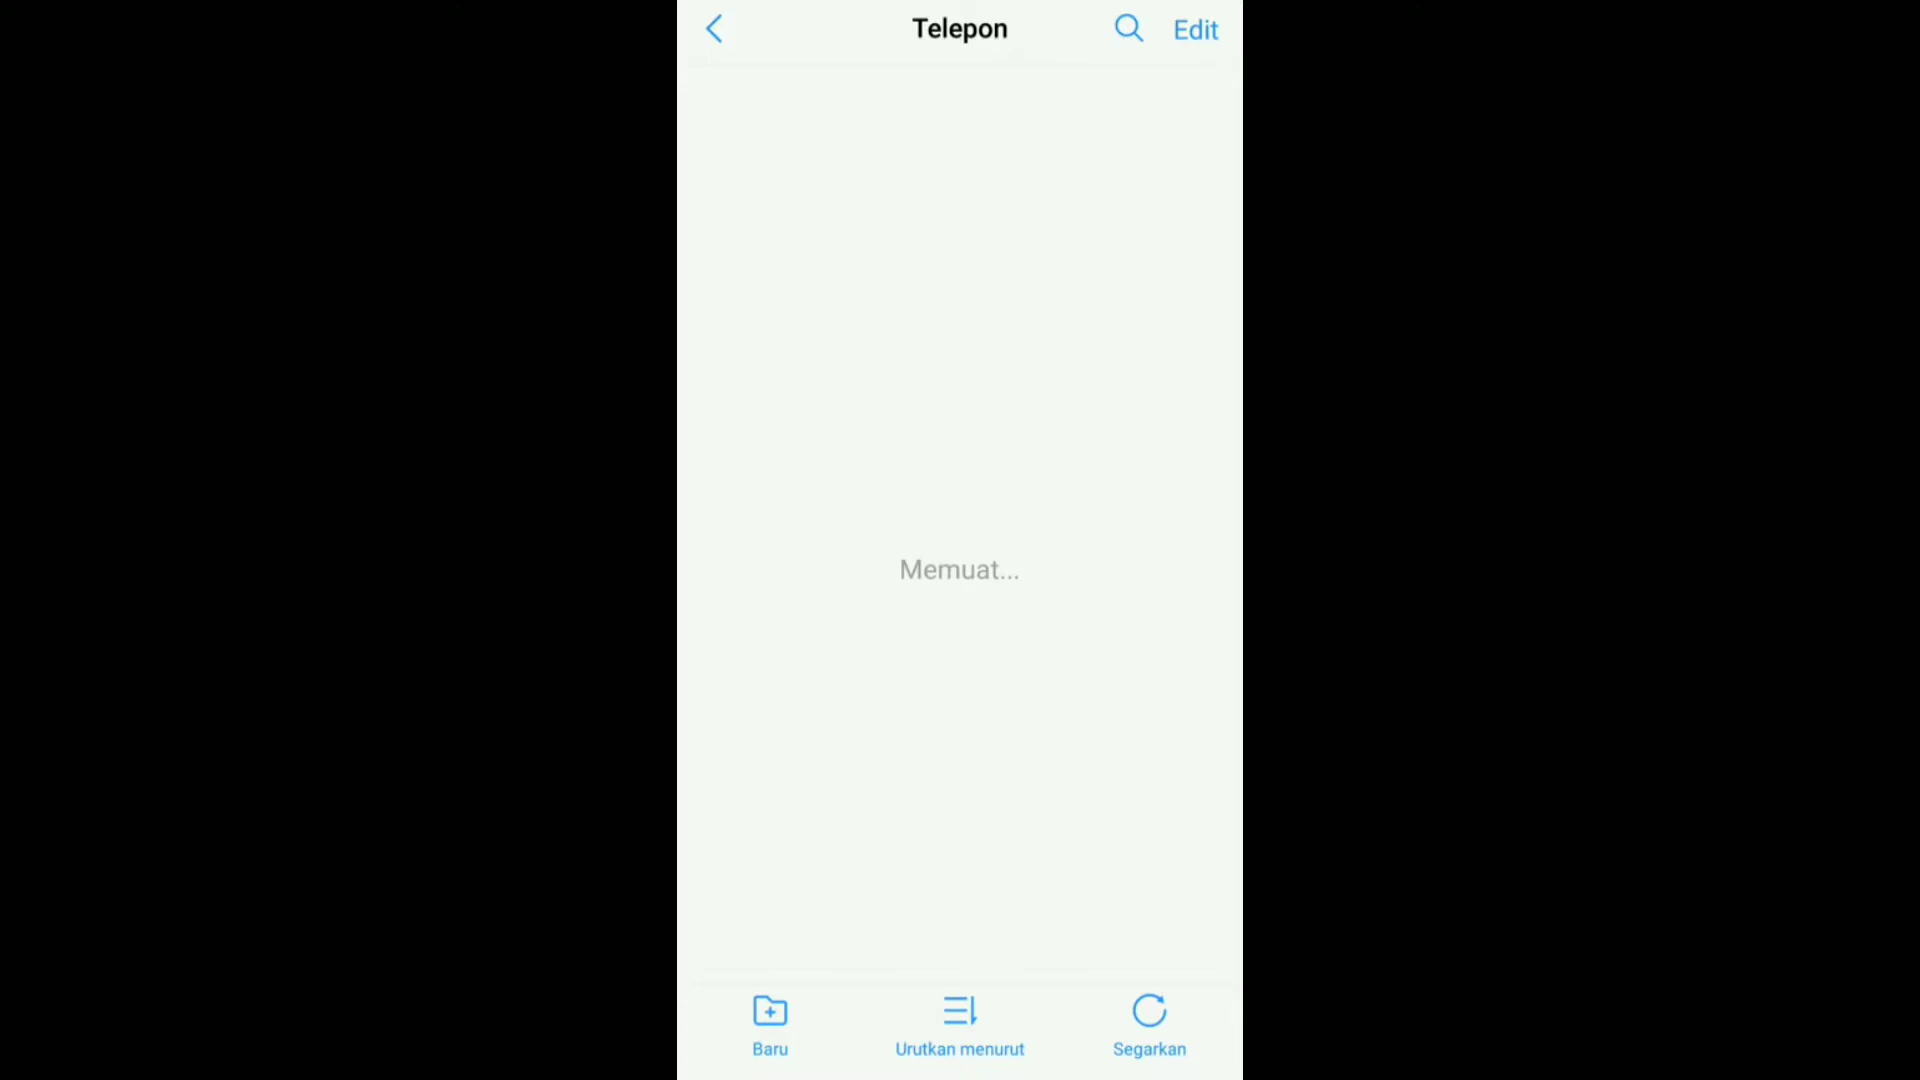 Telepon
Edit
Memuat...
Baru
Urutkan menurut
Segarkan